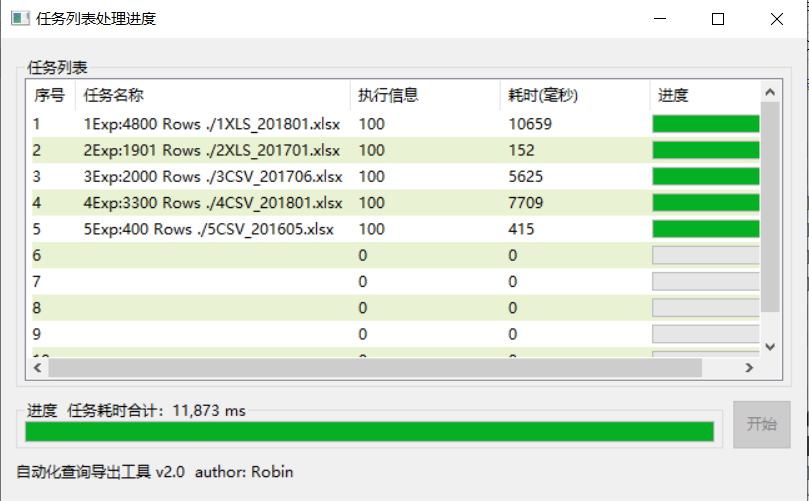 任务列表处理进度
任务列表
序号 任务名称 执行信息 耗时(毫秒) 进度
1 1Exp:4800 Rows ./1XLS_201801.xlsx 100 10659
2 2Exp:1901 Rows ./2XLS_201701.xlsx 100 152
3 3Exp:2000 Rows ./3CSV_201706.xlsx 100 5625
4 4Exp:3300 Rows ./4CSV_201801.xlsx 100 7709
5 5Exp:400 Rows ./5CSV_201605.xlsx 100 415
6 0 0
7 0 0
8 0 0
9 0 0
进度 任务耗时合计：11,873 ms
开始
自动化查询导出工具 v2.0 author: Robin